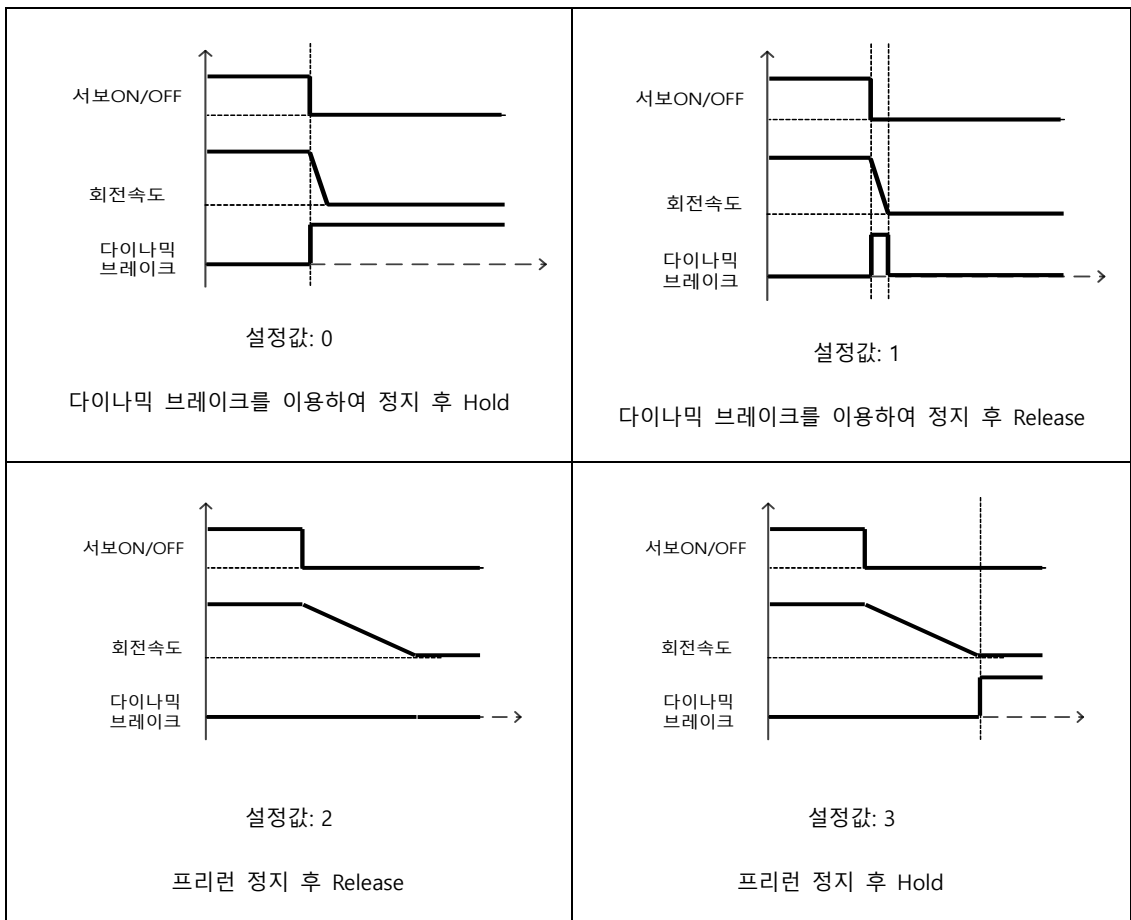 서보ON/OFF
회전속도
다이나믹
브레이크
설정값: 0
다이나믹 브레이크를 이용하여 정지 후 Hold
서보ON/OFF
회전속도
다이나믹
브레이크
설정값: 1
다이나믹 브레이크를 이용하여 정지 후 Release
서보ON/OFF
회전속도
다이나믹
브레이크
설정값: 2
프리런 정지 후 Release
서보ON/OFF
회전속도
다이나믹
브레이크
설정값: 3
프리런 정지 후 Hold